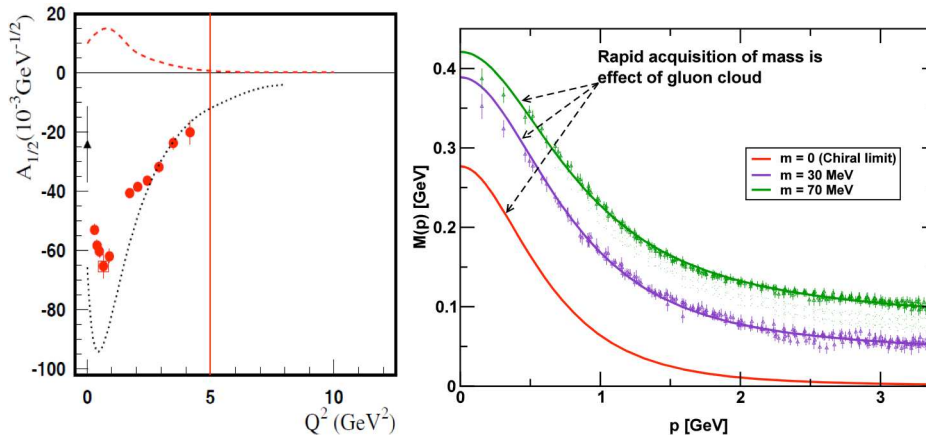 20
0
-20
-40
-60
-80
-100
A1/2(10-3GeV-1/2)
0 5 10
Q2 (GeV2)
Rapid acquisition of mass is
effect of gluon cloud
m = 0 (Chiral limit)
m = 30 MeV
m = 70 MeV
0.4
0.3
0.2
0.1
0
M(p) [GeV]
0 1 2 3
p [GeV]